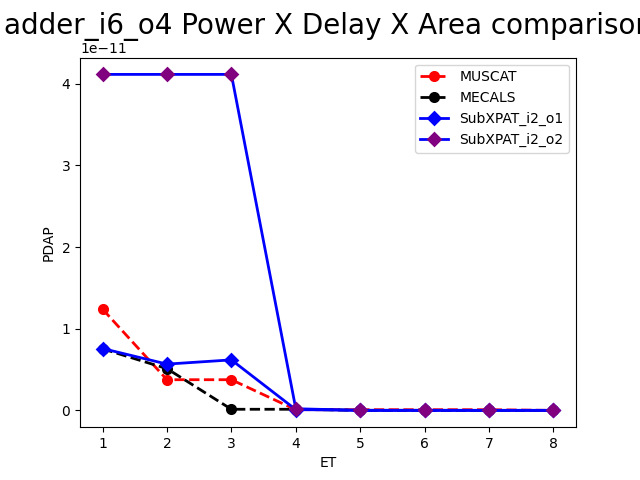 adder_i6_o4 Power X Delay X Area comparison
1e−11
MUSCAT
MECALS
SubXPAT_i2_o1
SubXPAT_i2_o2
4
3
2
1
0
PDAP
1 2 3 4 5 6 7 8
ET